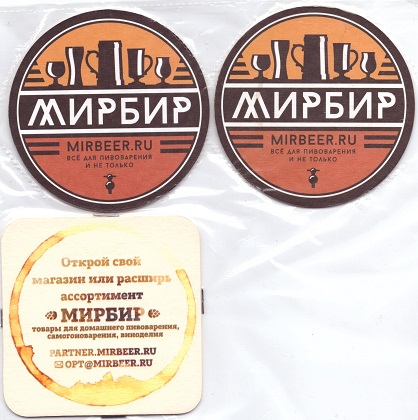 МИРБИР
MIRBEER.RU
ВСЁ ДЛЯ ПИВОВАРЕНИЯ
И НЕ ТОЛЬКО
МИРБИР
MIRBEER.RU
ВСЁ ДЛЯ ПИВОВАРЕНИЯ
И НЕ ТОЛЬКО
Открой свой
магазин или расширь
ассортимент
МИРБИР
товары для домашнего пивоварения,
самогоноварения, виноделия
PARTNER.MIRBEER.RU
OPT@MIRBEER.RU